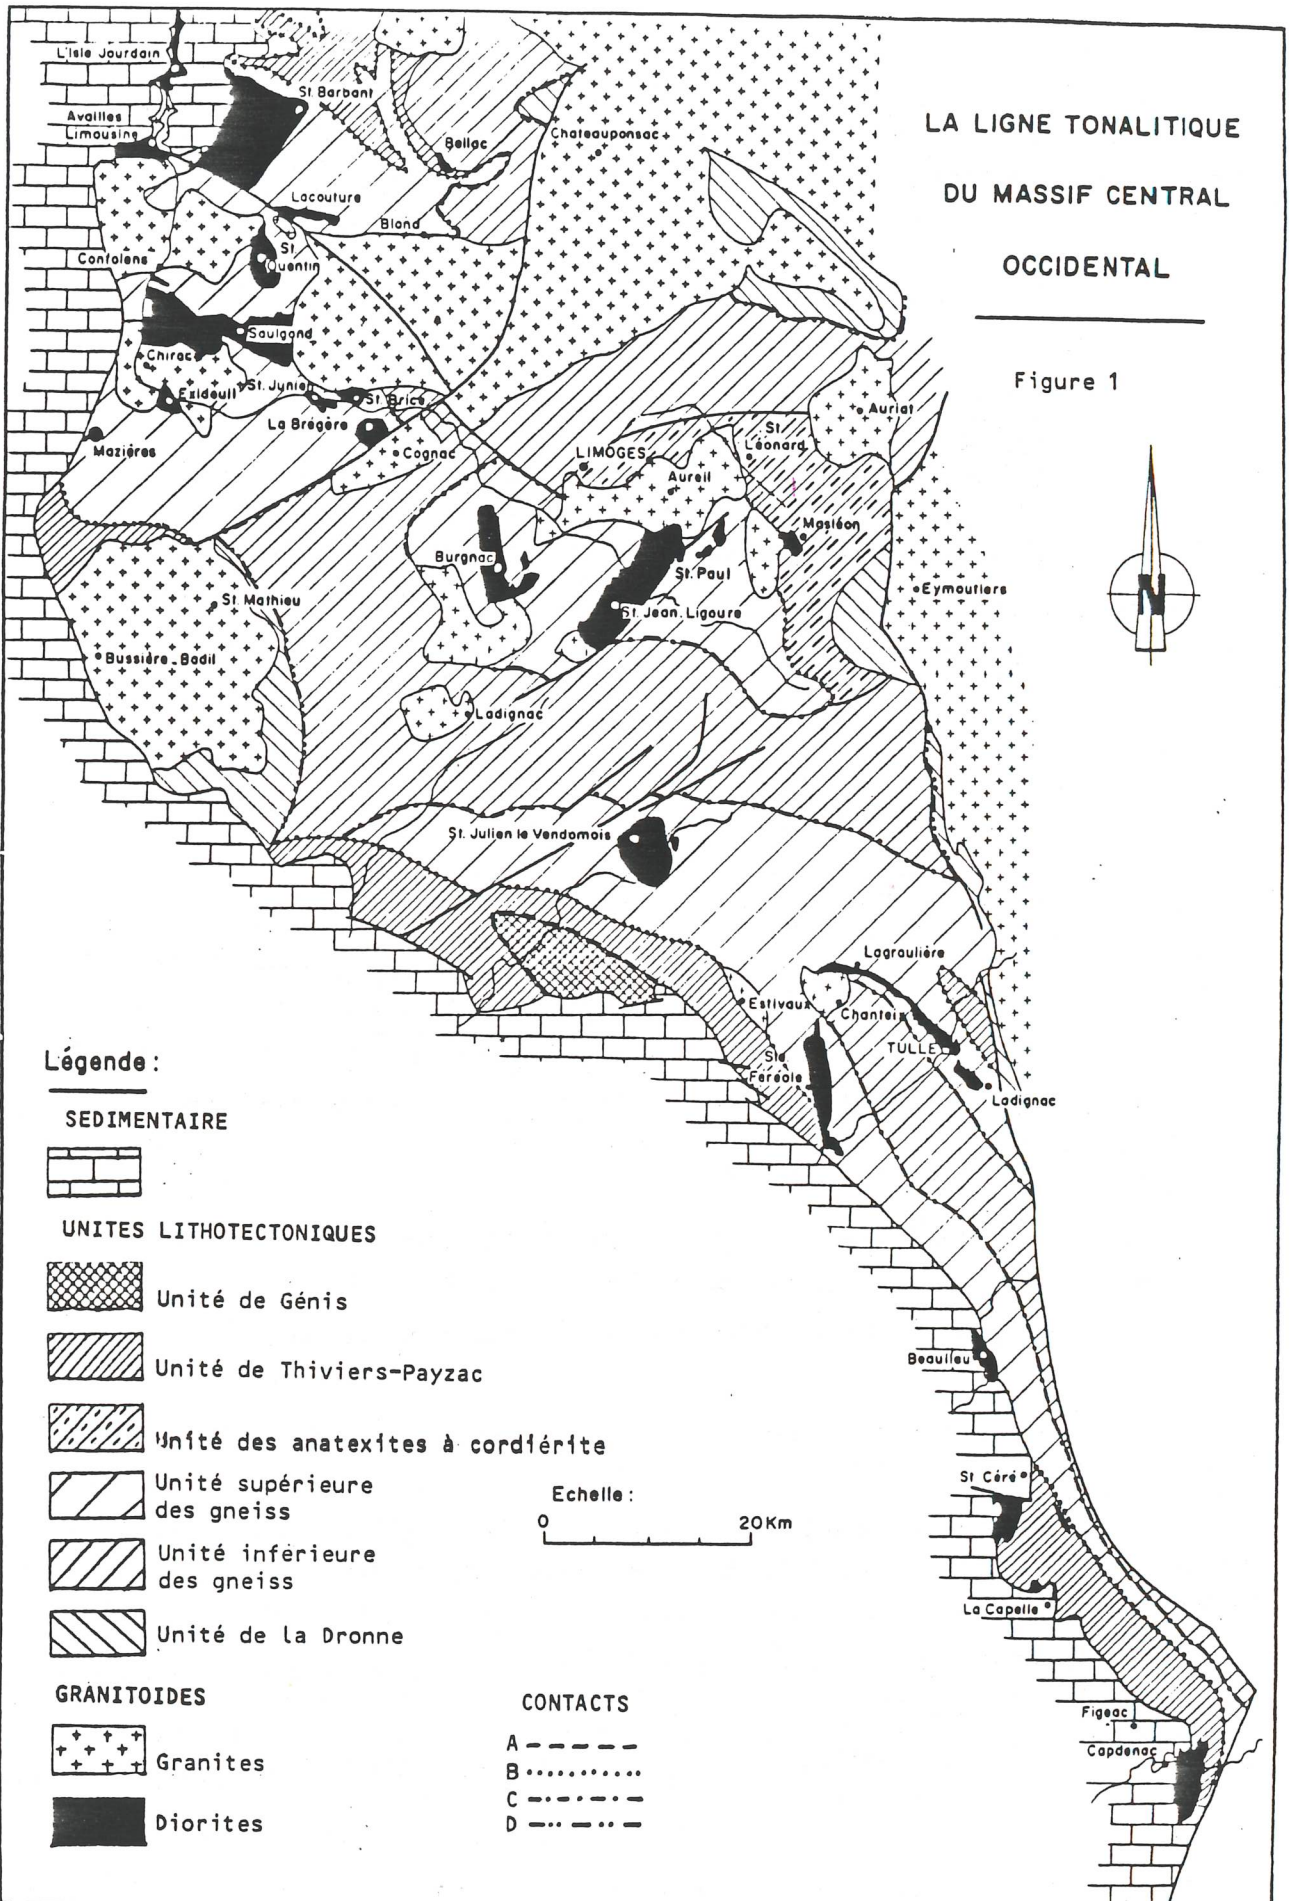 LA LIGNE TONALITIQUE
DU MASSIF CENTRAL
OCCIDENTAL
Figure 1
N
L'Isle Jourdain
St. Barbant
Availles
Limousine
Bellac
Chateauponsac
Lacouture
Blond
Confolens
St
Quentin
Saulgond
Chirac
Exideuil
St. Junien
St. Brice
La Brégère
Mazières
Cognac
LIMOGES
St.
Léonard
Auriat
Aureil
Masléon
Burgnac
St. Paul
St. Jean. Ligoure
Eymoutiers
St. Mathieu
Bussière-Badil
Ladignac
St. Julien le Vendomois
Lagraulière
Estivaux
Chanteix
TULLE
Ste
Feréole
Ladignac
Beaulieu
St Céré
La Capelle
Figeac
Capdenac
Légende :
SEDIMENTAIRE
UNITES LITHOTECTONIQUES
Unité de Génis
Unité de Thiviers-Payzac
Unité des anatexites à cordiérite
Unité supérieure
des gneiss
Unité inférieure
des gneiss
Unité de la Dronne
GRANITOIDES
Granites
Diorites
Echelle :
0 20Km
CONTACTS
A
B
C
D